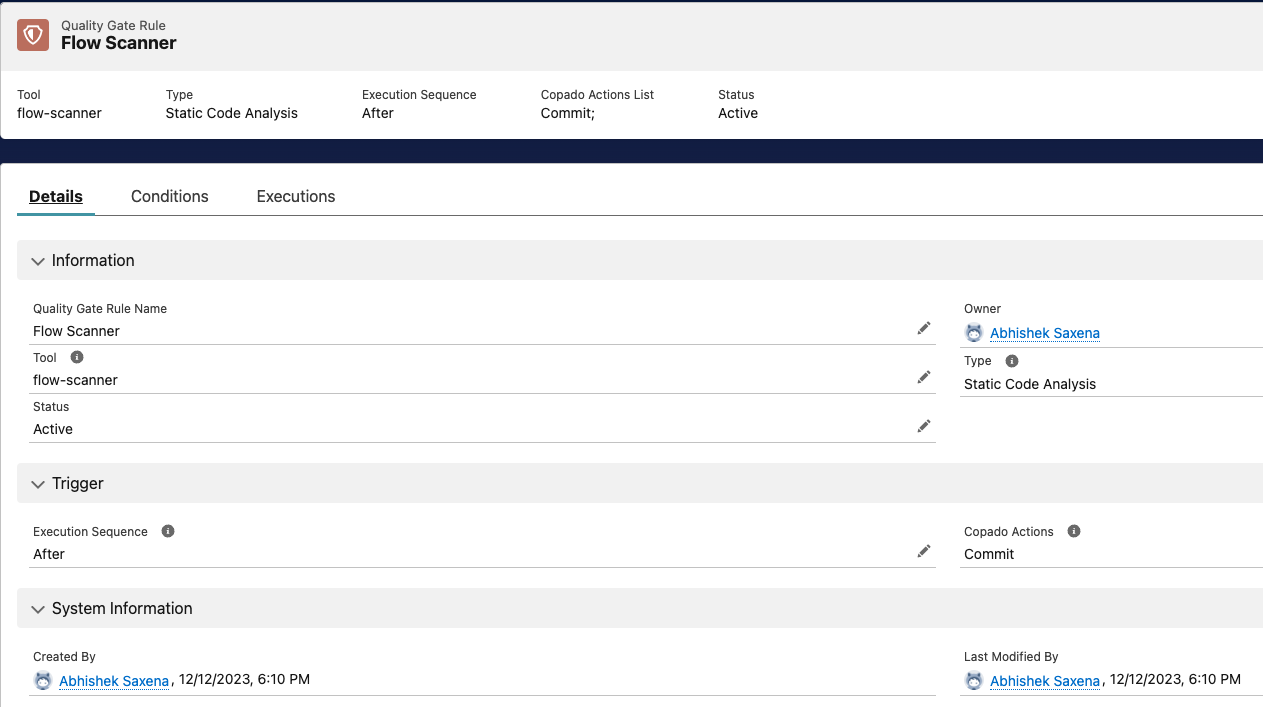 Quality Gate Rule
Flow Scanner
Tool Type Execution Sequence Copado Actions List Status
flow-scanner Static Code Analysis After Commit; Active
Details Conditions Executions
Information
Quality Gate Rule Name Owner
Flow Scanner Abhishek Saxena
Tool Type
flow-scanner Static Code Analysis
Status
Active
Trigger
Execution Sequence Copado Actions
After Commit
System Information
Created By Last Modified By
Abhishek Saxena, 12/12/2023, 6:10 PM Abhishek Saxena, 12/12/2023, 6:10 PM